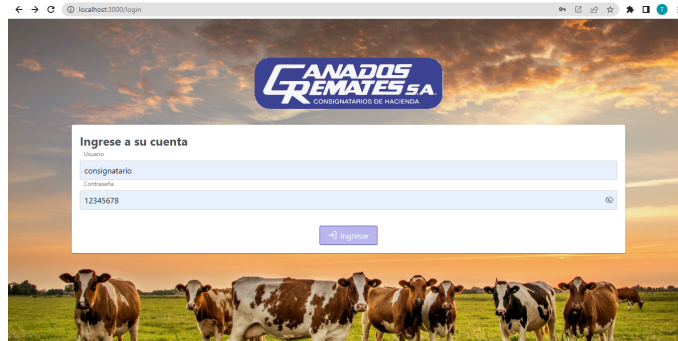 localhost:3000/login
T
GANADOS
REMATES S.A.
CONSIGNATARIOS DE HACIENDA
Ingrese a su cuenta
Usuario
consignatario
Contraseña
12345678
Ingresar